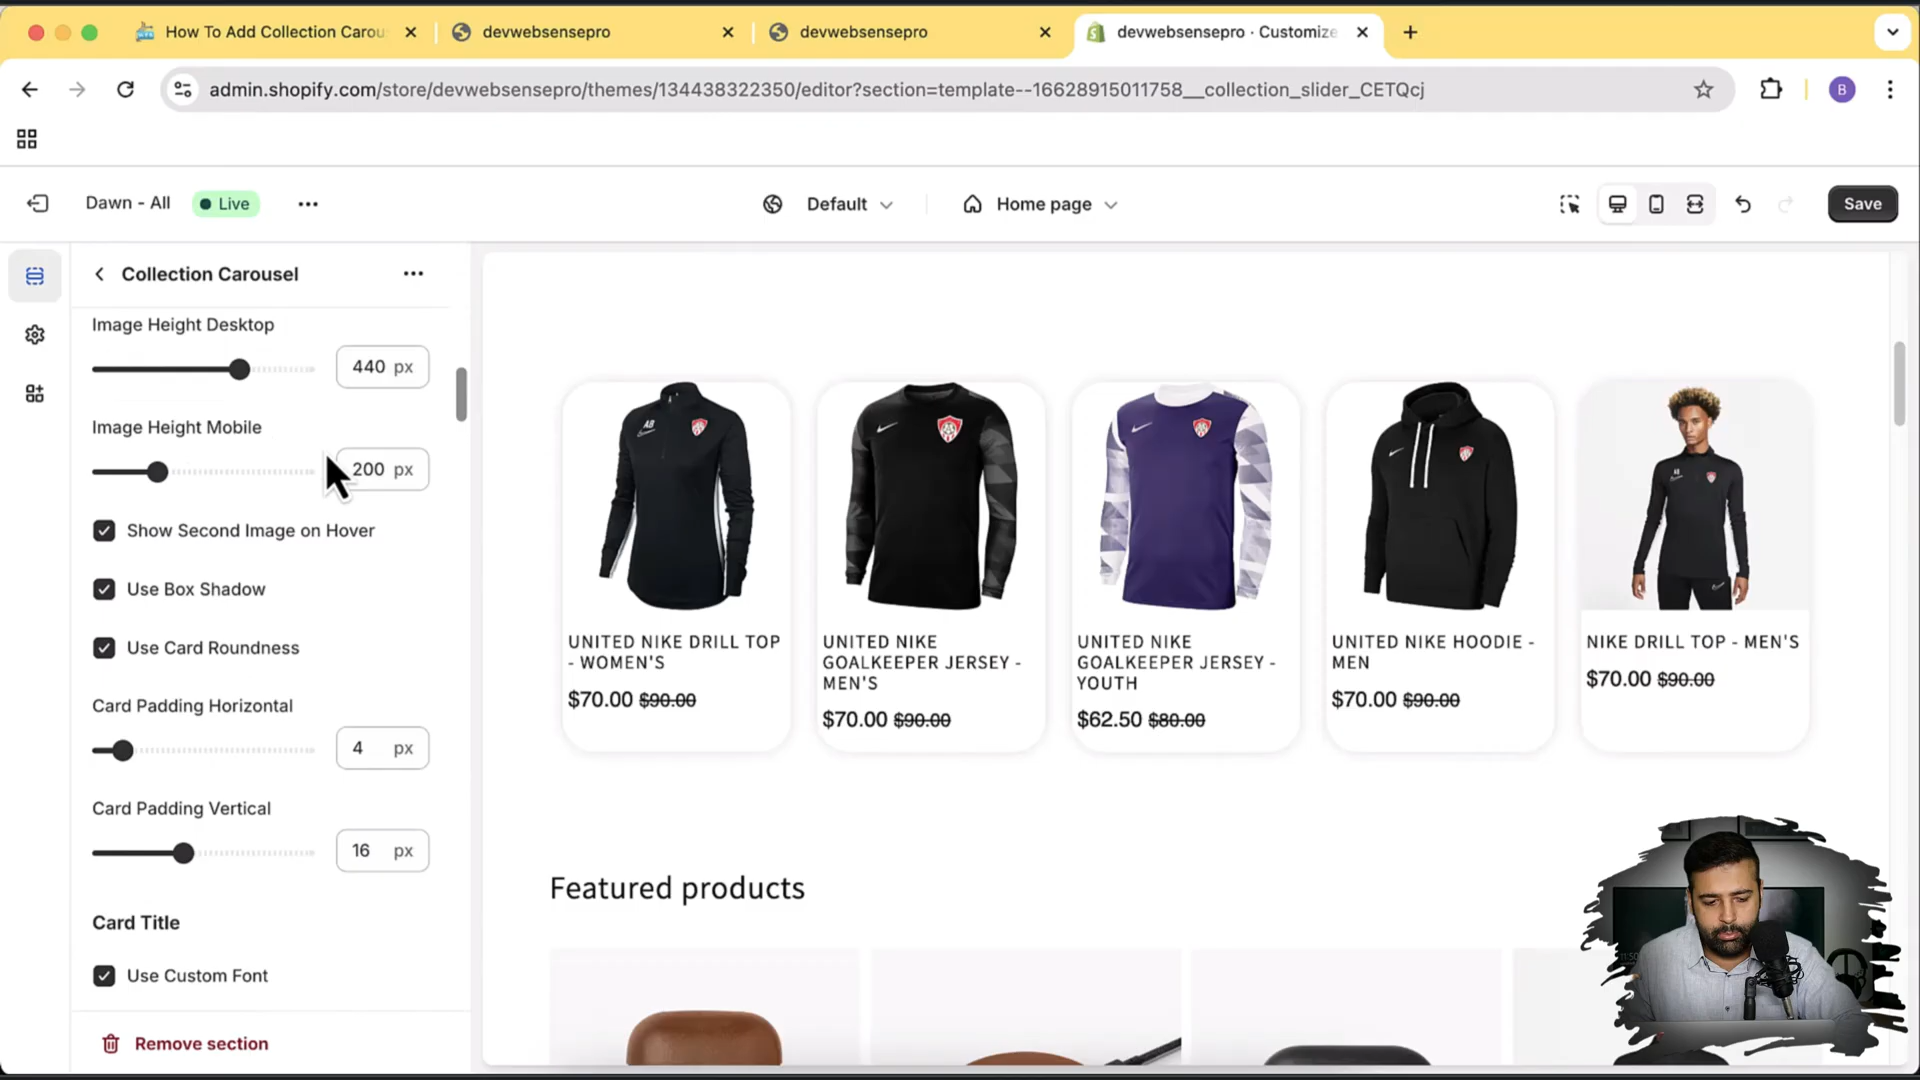 How To Add Collection Carou
devwebsensepro
devwebsensepro
devwebsensepro · Customize
admin.shopify.com/store/devwebsensepro/themes/134438322350/editor?section=template--16628915011758__collection_slider_CETQcj
B
Dawn - All
Live
Default
Home page
Save
Collection Carousel
Image Height Desktop
440 px
Image Height Mobile
200 px
Show Second Image on Hover
Use Box Shadow
Use Card Roundness
Card Padding Horizontal
4 px
Card Padding Vertical
16 px
Card Title
Use Custom Font
Remove section
AB
UNITED NIKE DRILL TOP
- WOMEN'S
$70.00 $90.00
UNITED NIKE
GOALKEEPER JERSEY -
MEN'S
$70.00 $90.00
UNITED NIKE
GOALKEEPER JERSEY -
YOUTH
$62.50 $80.00
UNITED NIKE HOODIE -
MEN
$70.00 $90.00
NIKE DRILL TOP - MEN'S
$70.00 $90.00
Featured products